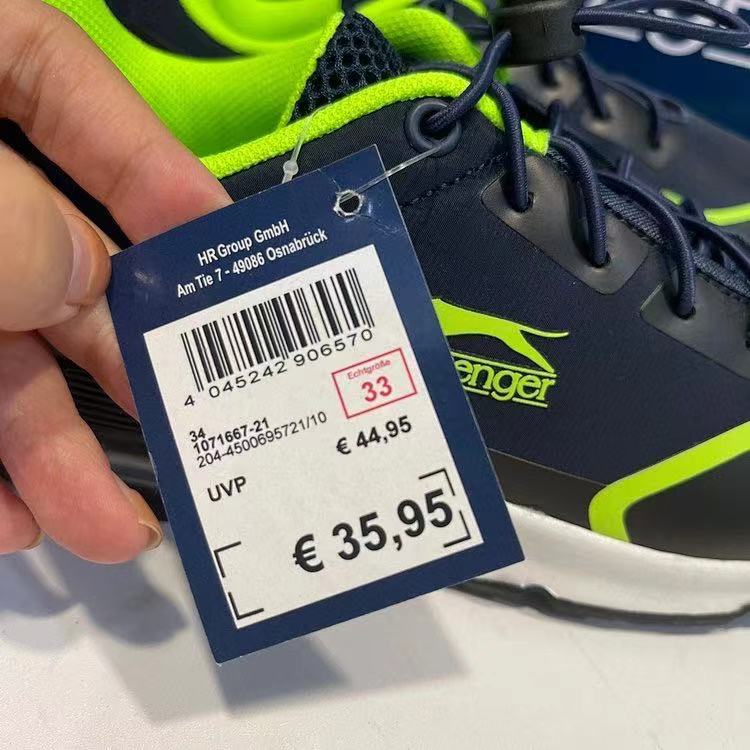 HR Group GmbH
Am Tie 7 - 49086 Osnabrück
4 045242 906570
Echtgröße
33
34
1071667-21
204-4500695721/10
€ 44,95
UVP
€ 35,95
enger